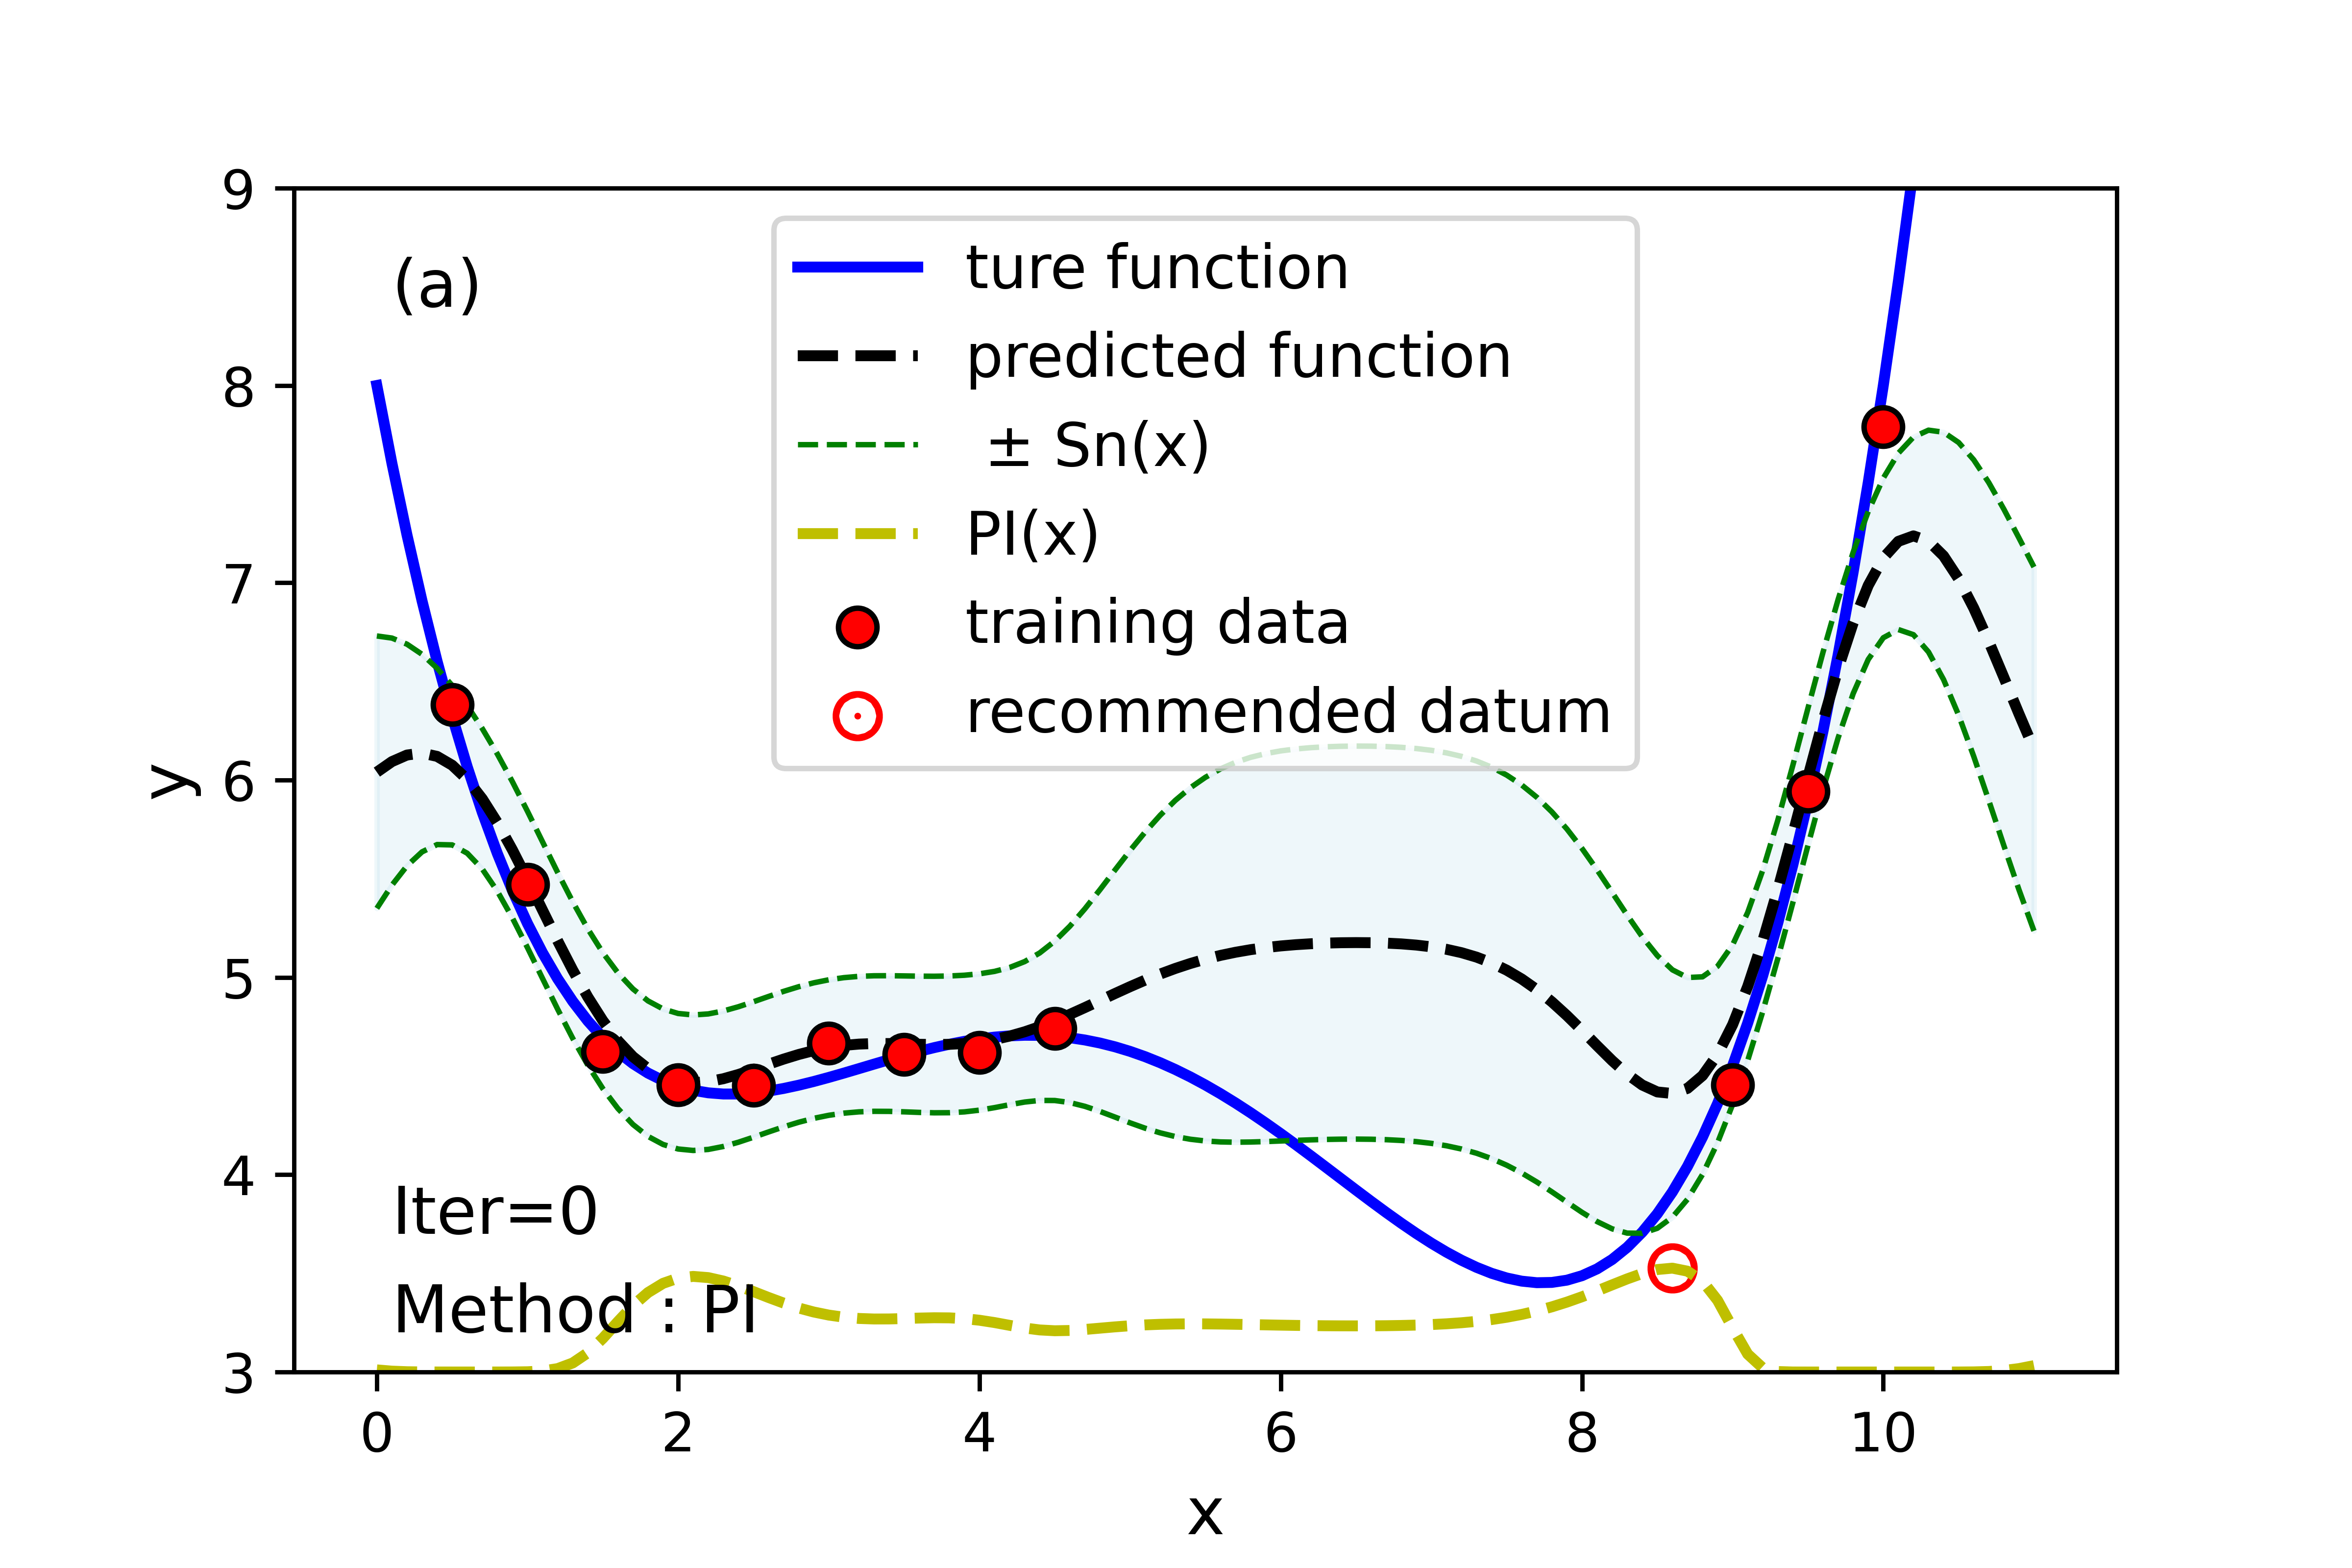 (a)
ture function
predicted function
± Sn(x)
PI(x)
training data
recommended datum
Iter=0
Method : PI
9
8
7
6
5
4
3
y
0 2 4 6 8 10
x